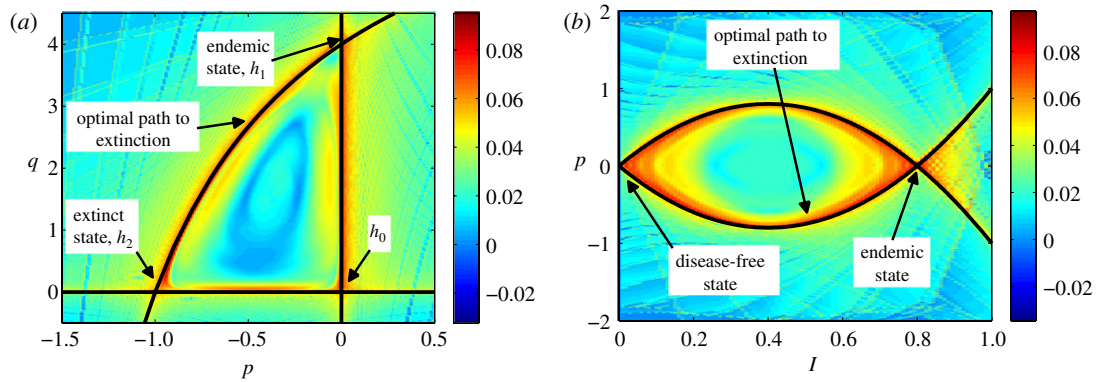 (a)
4
3
2
1
0
q
endemic
state, h1
optimal path to
extinction
extinct
state, h2
h0
−1.5
−1.0
−0.5
0
0.5
p
0.08
0.06
0.04
0.02
0
−0.02
(b)
2
1
0
−1
−2
p
optimal path to
extinction
disease-free
state
endemic
state
0
0.2
0.4
0.6
0.8
1.0
I
0.08
0.06
0.04
0.02
0
−0.02